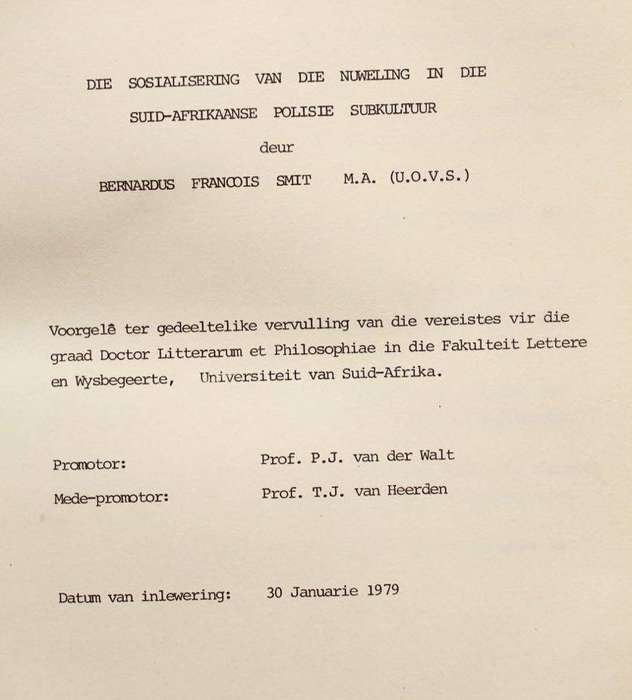 DIE SOSIALISERING VAN DIE NUWELING IN DIE
SUID-AFRIKAANSE POLISIE SUBKULTUUR
deur
BERNARDUS FRANCOIS SMIT M.A. (U.O.V.S.)
Voorgelê ter gedeeltelike vervulling van die vereistes vir die
graad Doctor Litterarum et Philosophiae in die Fakulteit Lettere
en Wysbegeerte, Universiteit van Suid-Afrika.
Promotor: Prof. P.J. van der Walt
Mede-promotor: Prof. T.J. van Heerden
Datum van inlewering: 30 Januarie 1979